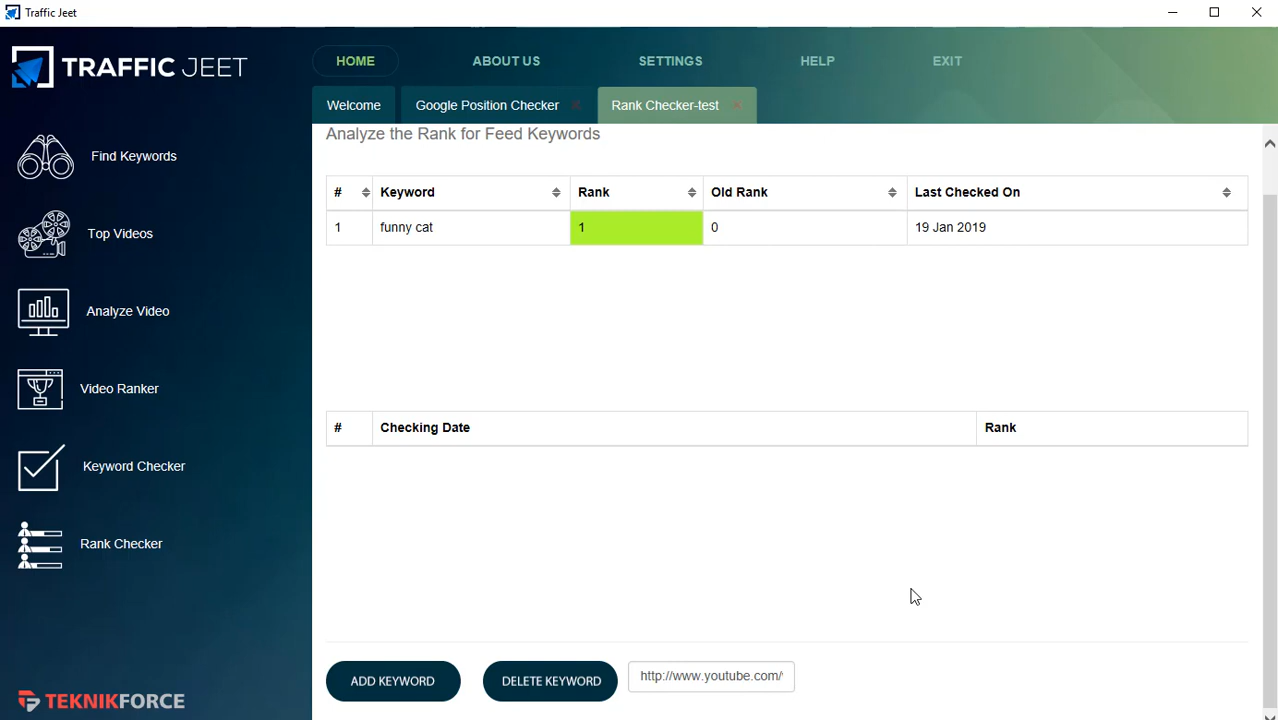 Traffic Jeet
TRAFFIC JEET
HOME ABOUT US SETTINGS HELP EXIT
Welcome Google Position Checker Rank Checker-test
Find Keywords
Top Videos
Analyze Video
Video Ranker
Keyword Checker
Rank Checker
TEKNIKFORCE
Analyze the Rank for Feed Keywords
# Keyword Rank Old Rank Last Checked On
1 funny cat 1 0 19 Jan 2019
# Checking Date Rank
ADD KEYWORD DELETE KEYWORD http://www.youtube.com/